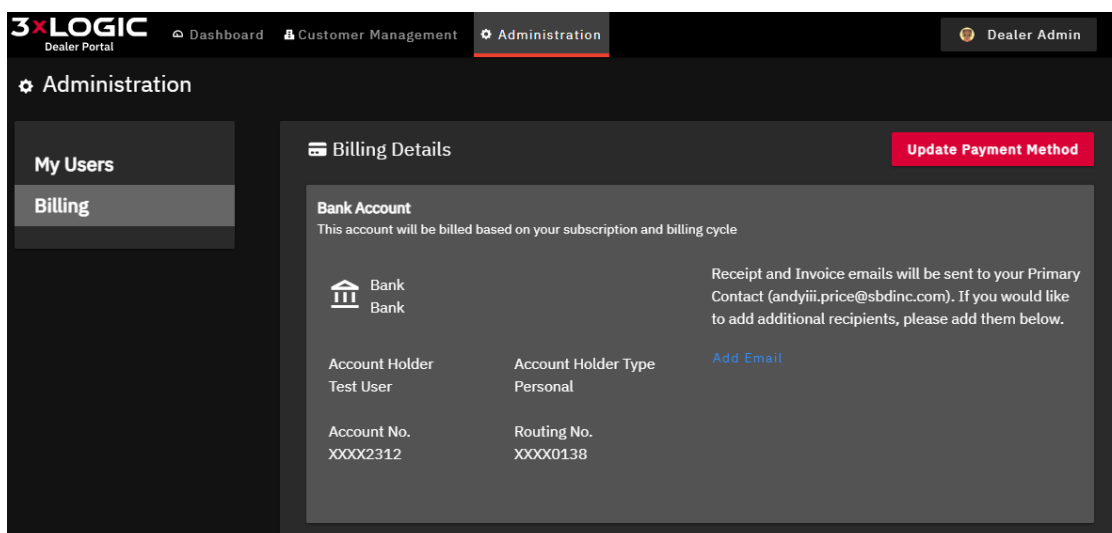 3xLOGIC
Dealer Portal
Dashboard
Customer Management
Administration
Dealer Admin
Administration
My Users
Billing
Billing Details
Update Payment Method
Bank Account
This account will be billed based on your subscription and billing cycle
Bank
Bank
Receipt and Invoice emails will be sent to your Primary
Contact (andyiii.price@sbdinc.com). If you would like
to add additional recipients, please add them below.
Add Email
Account Holder
Test User
Account Holder Type
Personal
Account No.
XXXX2312
Routing No.
XXXX0138